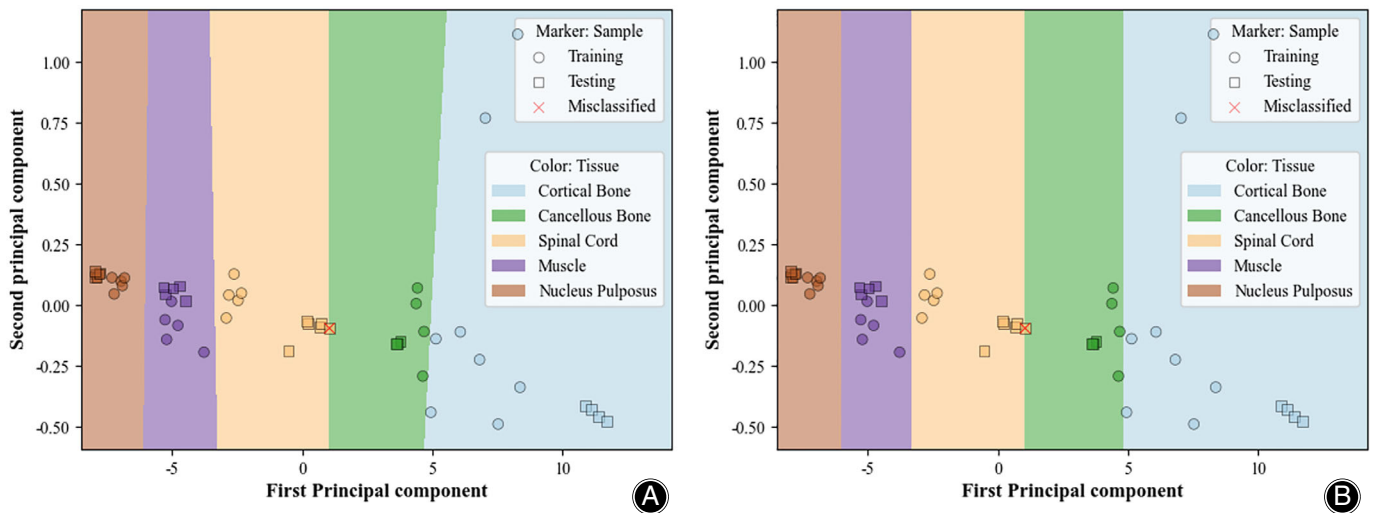 Second principal component
1.00
0.75
0.50
0.25
0.00
-0.25
-0.50
-5
0
5
10
First Principal component
Marker: Sample
Training
Testing
Misclassified
Color: Tissue
Cortical Bone
Cancellous Bone
Spinal Cord
Muscle
Nucleus Pulposus
A
Second principal component
1.00
0.75
0.50
0.25
0.00
-0.25
-0.50
-5
0
5
10
First Principal component
Marker: Sample
Training
Testing
Misclassified
Color: Tissue
Cortical Bone
Cancellous Bone
Spinal Cord
Muscle
Nucleus Pulposus
B